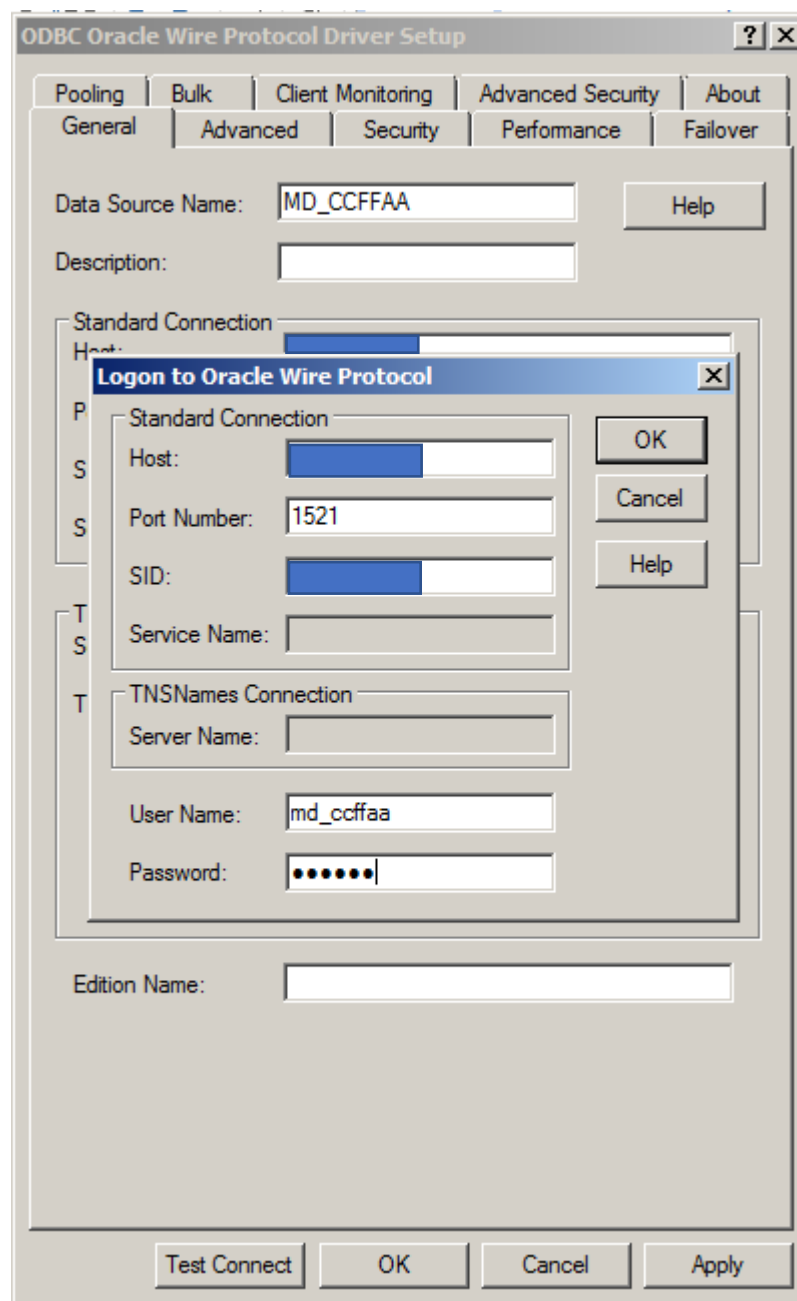 ODBC Oracle Wire Protocol Driver Setup
Pooling Bulk Client Monitoring Advanced Security About
General Advanced Security Performance Failover
Data Source Name: MD_CCFFAA Help
Description:
Standard Connection
Host:
Logon to Oracle Wire Protocol
P
S
S
T
S
T
Standard Connection
Host: OK
Port Number: 1521 Cancel
SID: Help
Service Name:
TNSNames Connection
Server Name:
User Name: md_ccffaa
Password: ●●●●●●
Edition Name:
Test Connect OK Cancel Apply